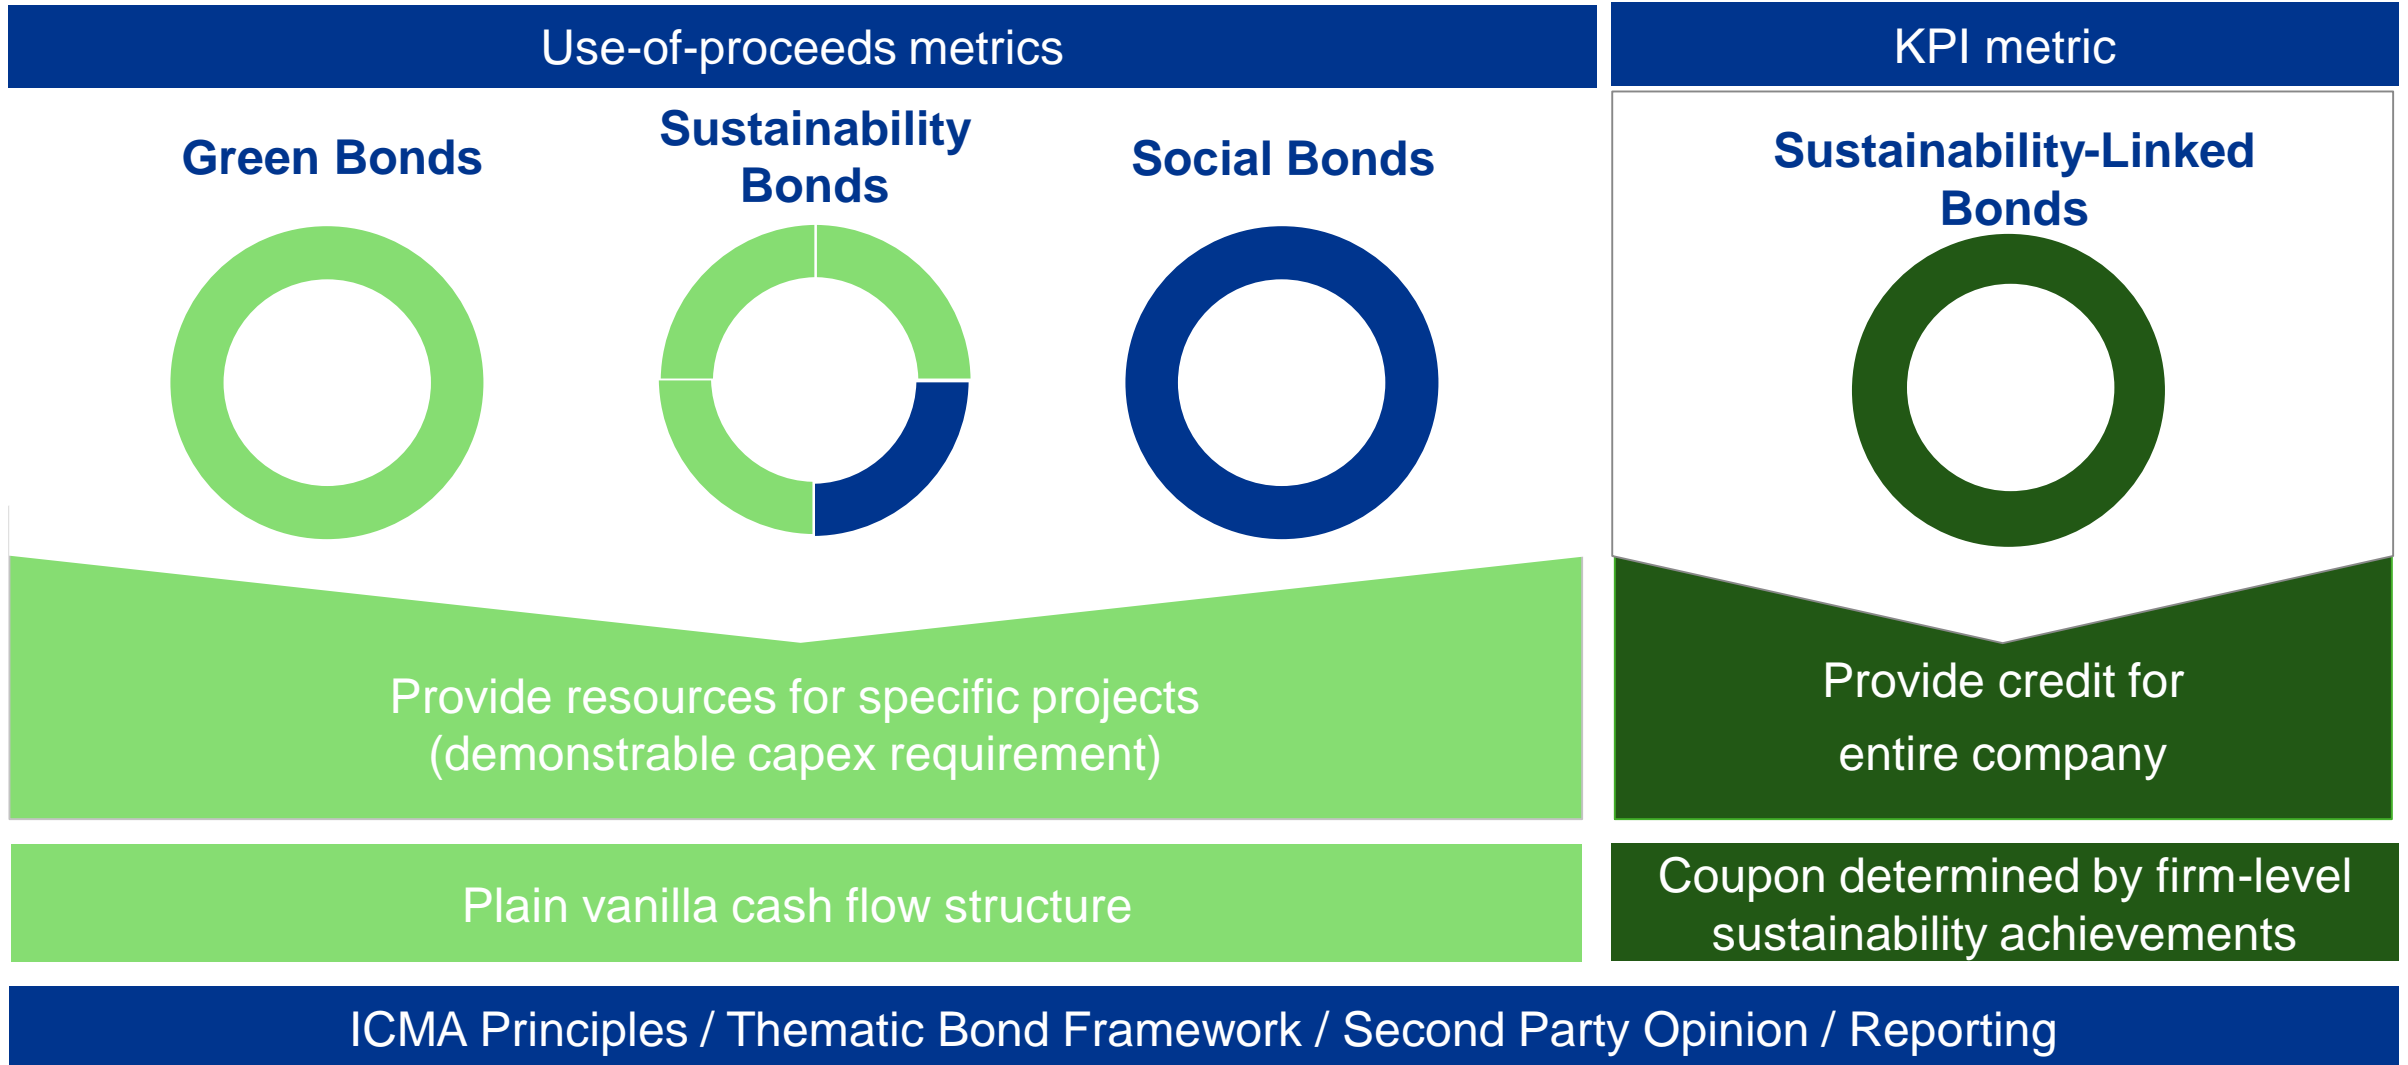 Use-of-proceeds metrics
KPI metric
Green Bonds
Sustainability
Bonds
Social Bonds
Sustainability-Linked
Bonds
Provide resources for specific projects
(demonstrable capex requirement)
Provide credit for
entire company
Plain vanilla cash flow structure
Coupon determined by firm-level
sustainability achievements
ICMA Principles / Thematic Bond Framework / Second Party Opinion / Reporting